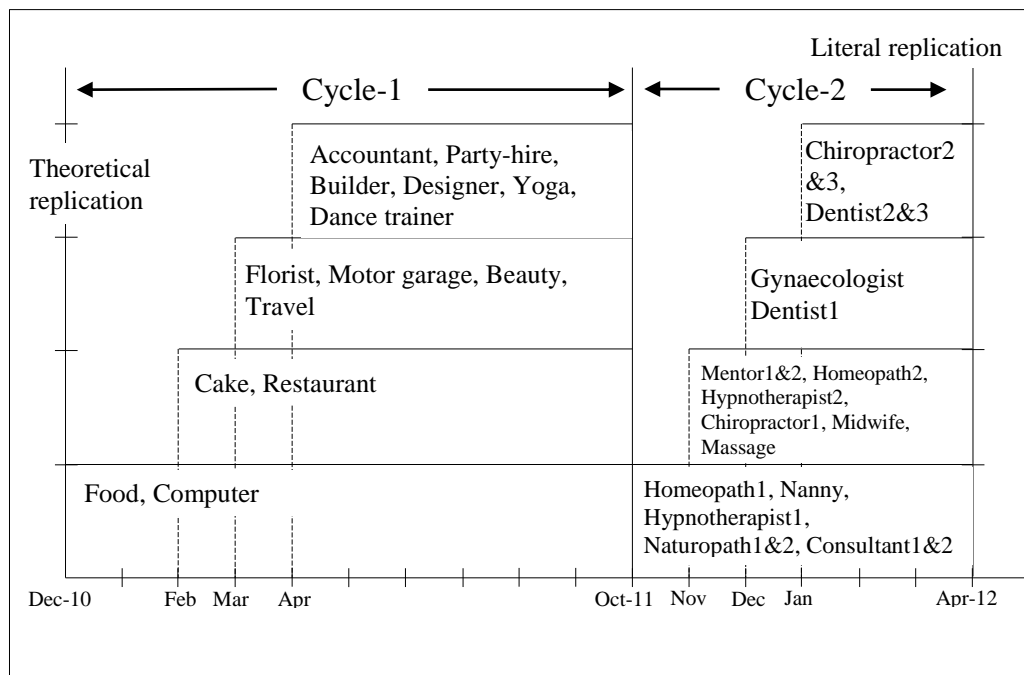 Literal replication
Cycle-1
Cycle-2
Theoretical
replication
Accountant, Party-hire,
Builder, Designer, Yoga,
Dance trainer
Chiropractor2
&3,
Dentist2&3
Florist, Motor garage, Beauty,
Travel
Gynaecologist
Dentist1
Cake, Restaurant
Mentor1&2, Homeopath2,
Hypnotherapist2,
Chiropractor1, Midwife,
Massage
Food, Computer
Homeopath1, Nanny,
Hypnotherapist1,
Naturopath1&2, Consultant1&2
Dec-10 Feb Mar Apr Oct-11 Nov Dec Jan Apr-12